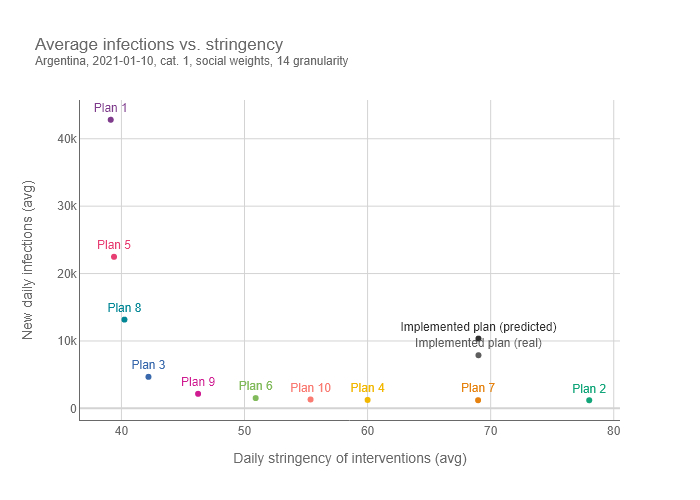 Average infections vs. stringency
Argentina, 2021-01-10, cat. 1, social weights, 14 granularity
Plan 1
40k
30k
Plan 5
20k
Plan 8
Implemented plan (predicted)
10k
Implemented plan (real)
Plan 3
Plan 9
Plan 6
Plan 10
Plan 4
Plan 7
Plan 2
0
40
50
60
70
80
New daily infections (avg)
Daily stringency of interventions (avg)